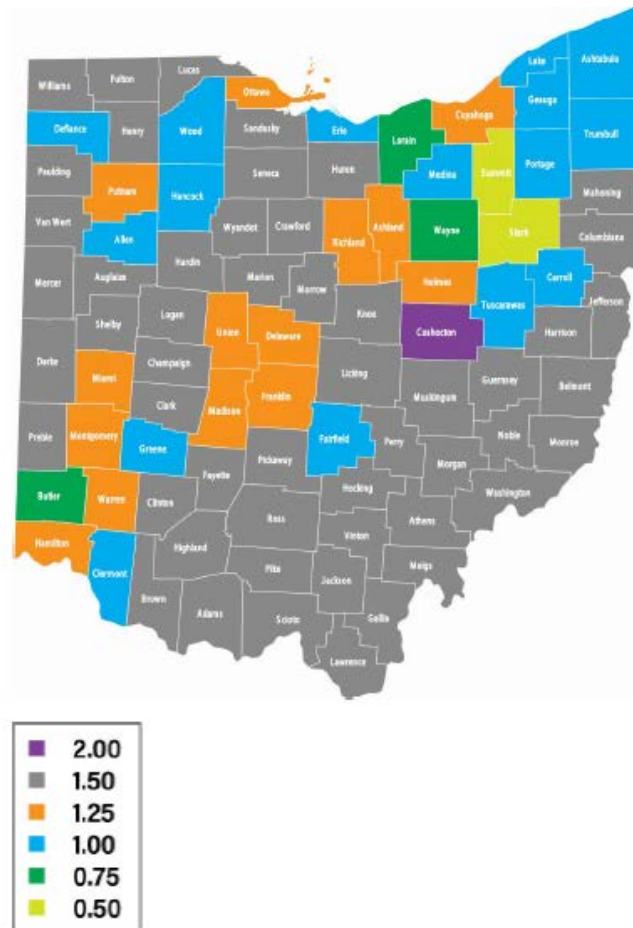 Lake
Ashtabula
Lucas
Fulton
Williams
Ottawa
Geauga
Cuyahoga
Defiance
Henry
Wood
Sandusky
Erie
Lorain
Trumbull
Summit
Portage
Medina
Paulding
Putnam
Hancock
Seneca
Huron
Mahoning
Van Wert
Allen
Wyandot
Crawford
Richland
Ashland
Wayne
Stark
Columbiana
Mercer
Auglaize
Hardin
Marion
Morrow
Holmes
Carroll
Tuscarawas
Jefferson
Shelby
Logan
Union
Delaware
Knox
Coshocton
Harrison
Darke
Champaign
Miami
Licking
Guernsey
Belmont
Clark
Madison
Franklin
Muskingum
Preble
Montgomery
Greene
Fairfield
Perry
Noble
Monroe
Fayette
Pickaway
Morgan
Butler
Warren
Clinton
Hocking
Washington
Ross
Athens
Hamilton
Highland
Vinton
Clermont
Pike
Meigs
Jackson
Brown
Adams
Scioto
Gallia
Lawrence
2.00
1.50
1.25
1.00
0.75
0.50